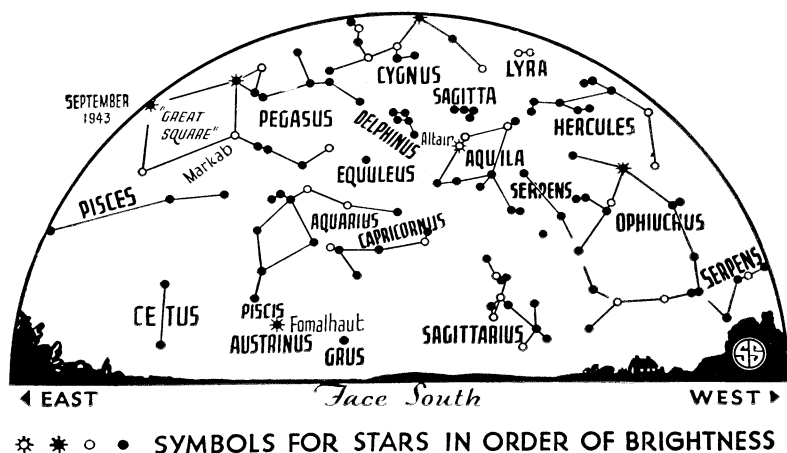 CYGNUS
LYRA
SEPTEMBER
1943
"GREAT
SQUARE"
PEGASUS
DELPHINUS
SAGITTA
HERCULES
Altair
AQUILA
Markab
EQUULEUS
SERPENS
PISCES
AQUARIUS
CAPRICORNUS
OPHIUCHUS
SERPENS
CETUS
PISCIS
AUSTRINUS
Fomalhaut
GRUS
SAGITTARIUS
SS
EAST
Face South
WEST
SYMBOLS FOR STARS IN ORDER OF BRIGHTNESS